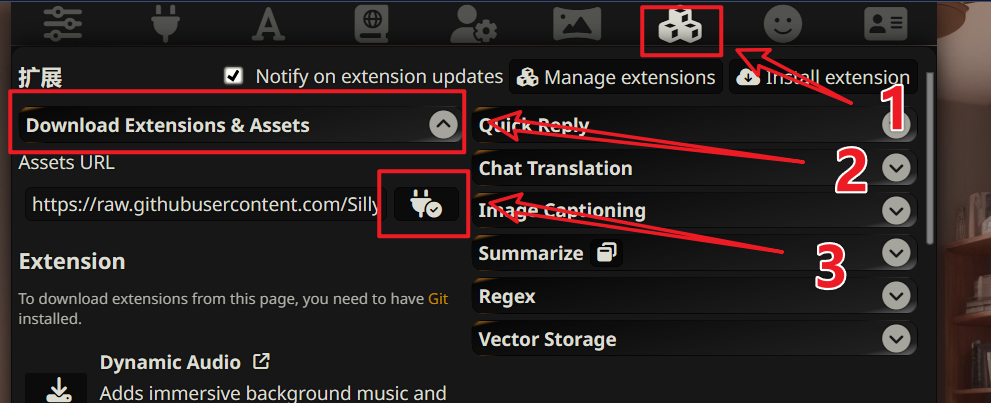 扩展
Notify on extension updates
Manage extensions
Install extension
1
Download Extensions & Assets
Quick Reply
2
Assets URL
Chat Translation
https://raw.githubusercontent.com/Silly
Image Captioning
3
Extension
Summarize
To download extensions from this page, you need to have Git
installed.
Regex
Vector Storage
Dynamic Audio
Adds immersive background music and